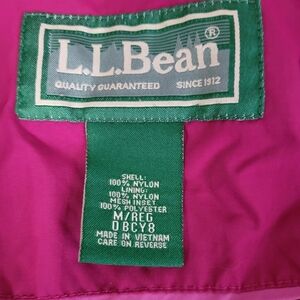 L.L.Bean®
QUALITY GUARANTEED SINCE 1912
SHELL:
100% NYLON
LINING:
100% NYLON
MESH INSET
100% POLYESTER
M/REG
0BCY8
MADE IN VIETNAM
CARE ON REVERSE